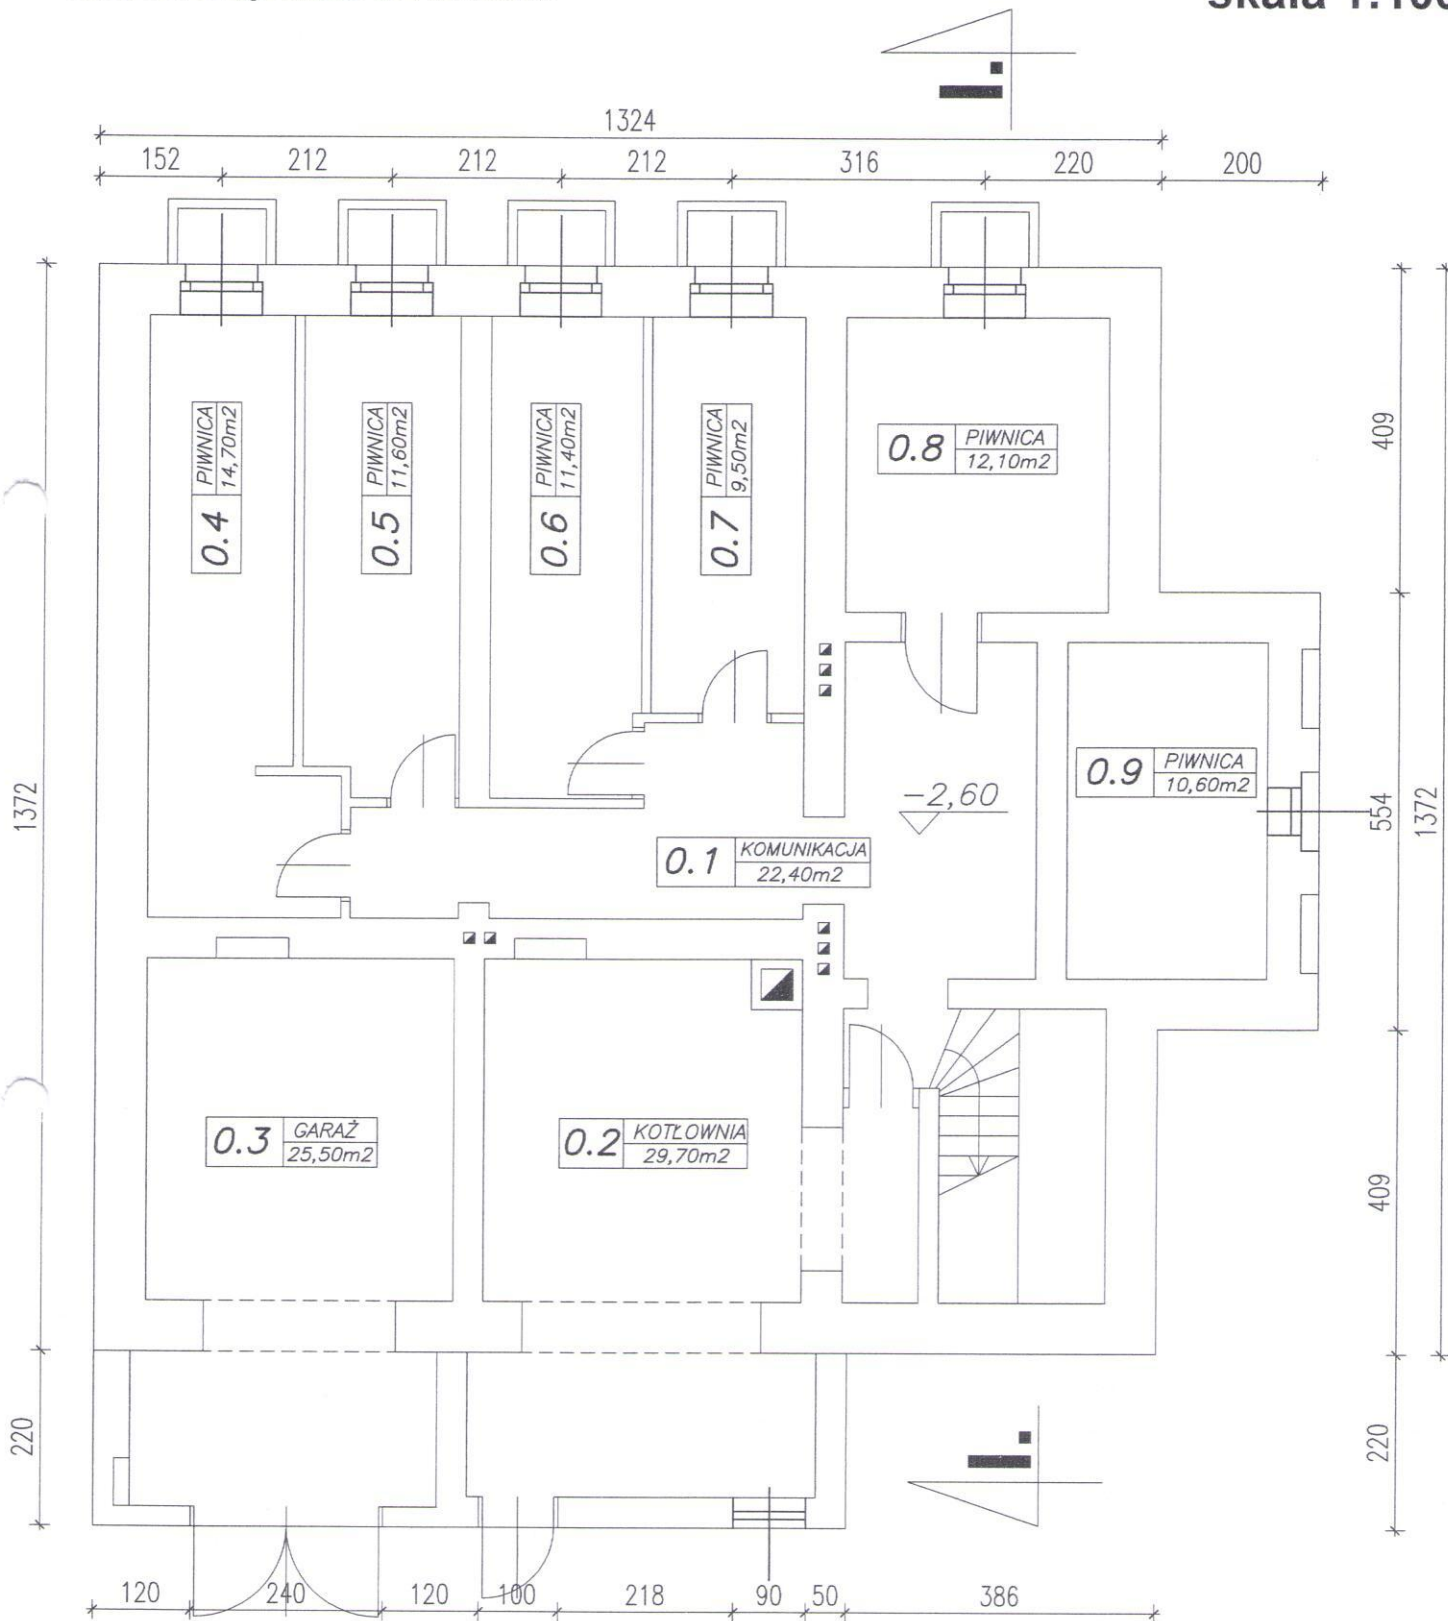 1324
152 212 212 212 316 220 200
PIWNICA
14,70m2
0.4
PIWNICA
11,60m2
0.5
PIWNICA
11,40m2
0.6
PIWNICA
9,50m2
0.7
0.8 PIWNICA
12,10m2
409
1372
0.9 PIWNICA
10,60m2
-2,60
554
1372
0.1 KOMUNIKACJA
22,40m2
0.3 GARAŻ
25,50m2
0.2 KOTŁOWNIA
29,70m2
409
220
220
120 240 120 100 218 90 50 386